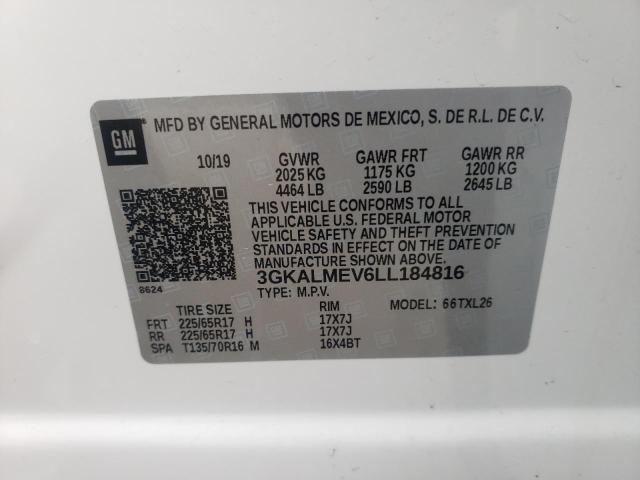 GM
MFD BY GENERAL MOTORS DE MEXICO, S. DE R.L. DE C.V.
10/19 GVWR GAWR FRT GAWR RR
2025 KG 1175 KG 1200 KG
4464 LB 2590 LB 2645 LB
THIS VEHICLE CONFORMS TO ALL
APPLICABLE U.S. FEDERAL MOTOR
VEHICLE SAFETY AND THEFT PREVENTION
STANDARDS IN EFFECT ON THE DATE OF
MANUFACTURE SHOWN ABOVE.
8624 3GKALMEV6LL184816
TYPE: M.P.V. MODEL: 66TXL26
TIRE SIZE RIM
FRT 225/65R17 H 17X7J
RR 225/65R17 H 17X7J
SPA T135/70R16 M 16X4BT